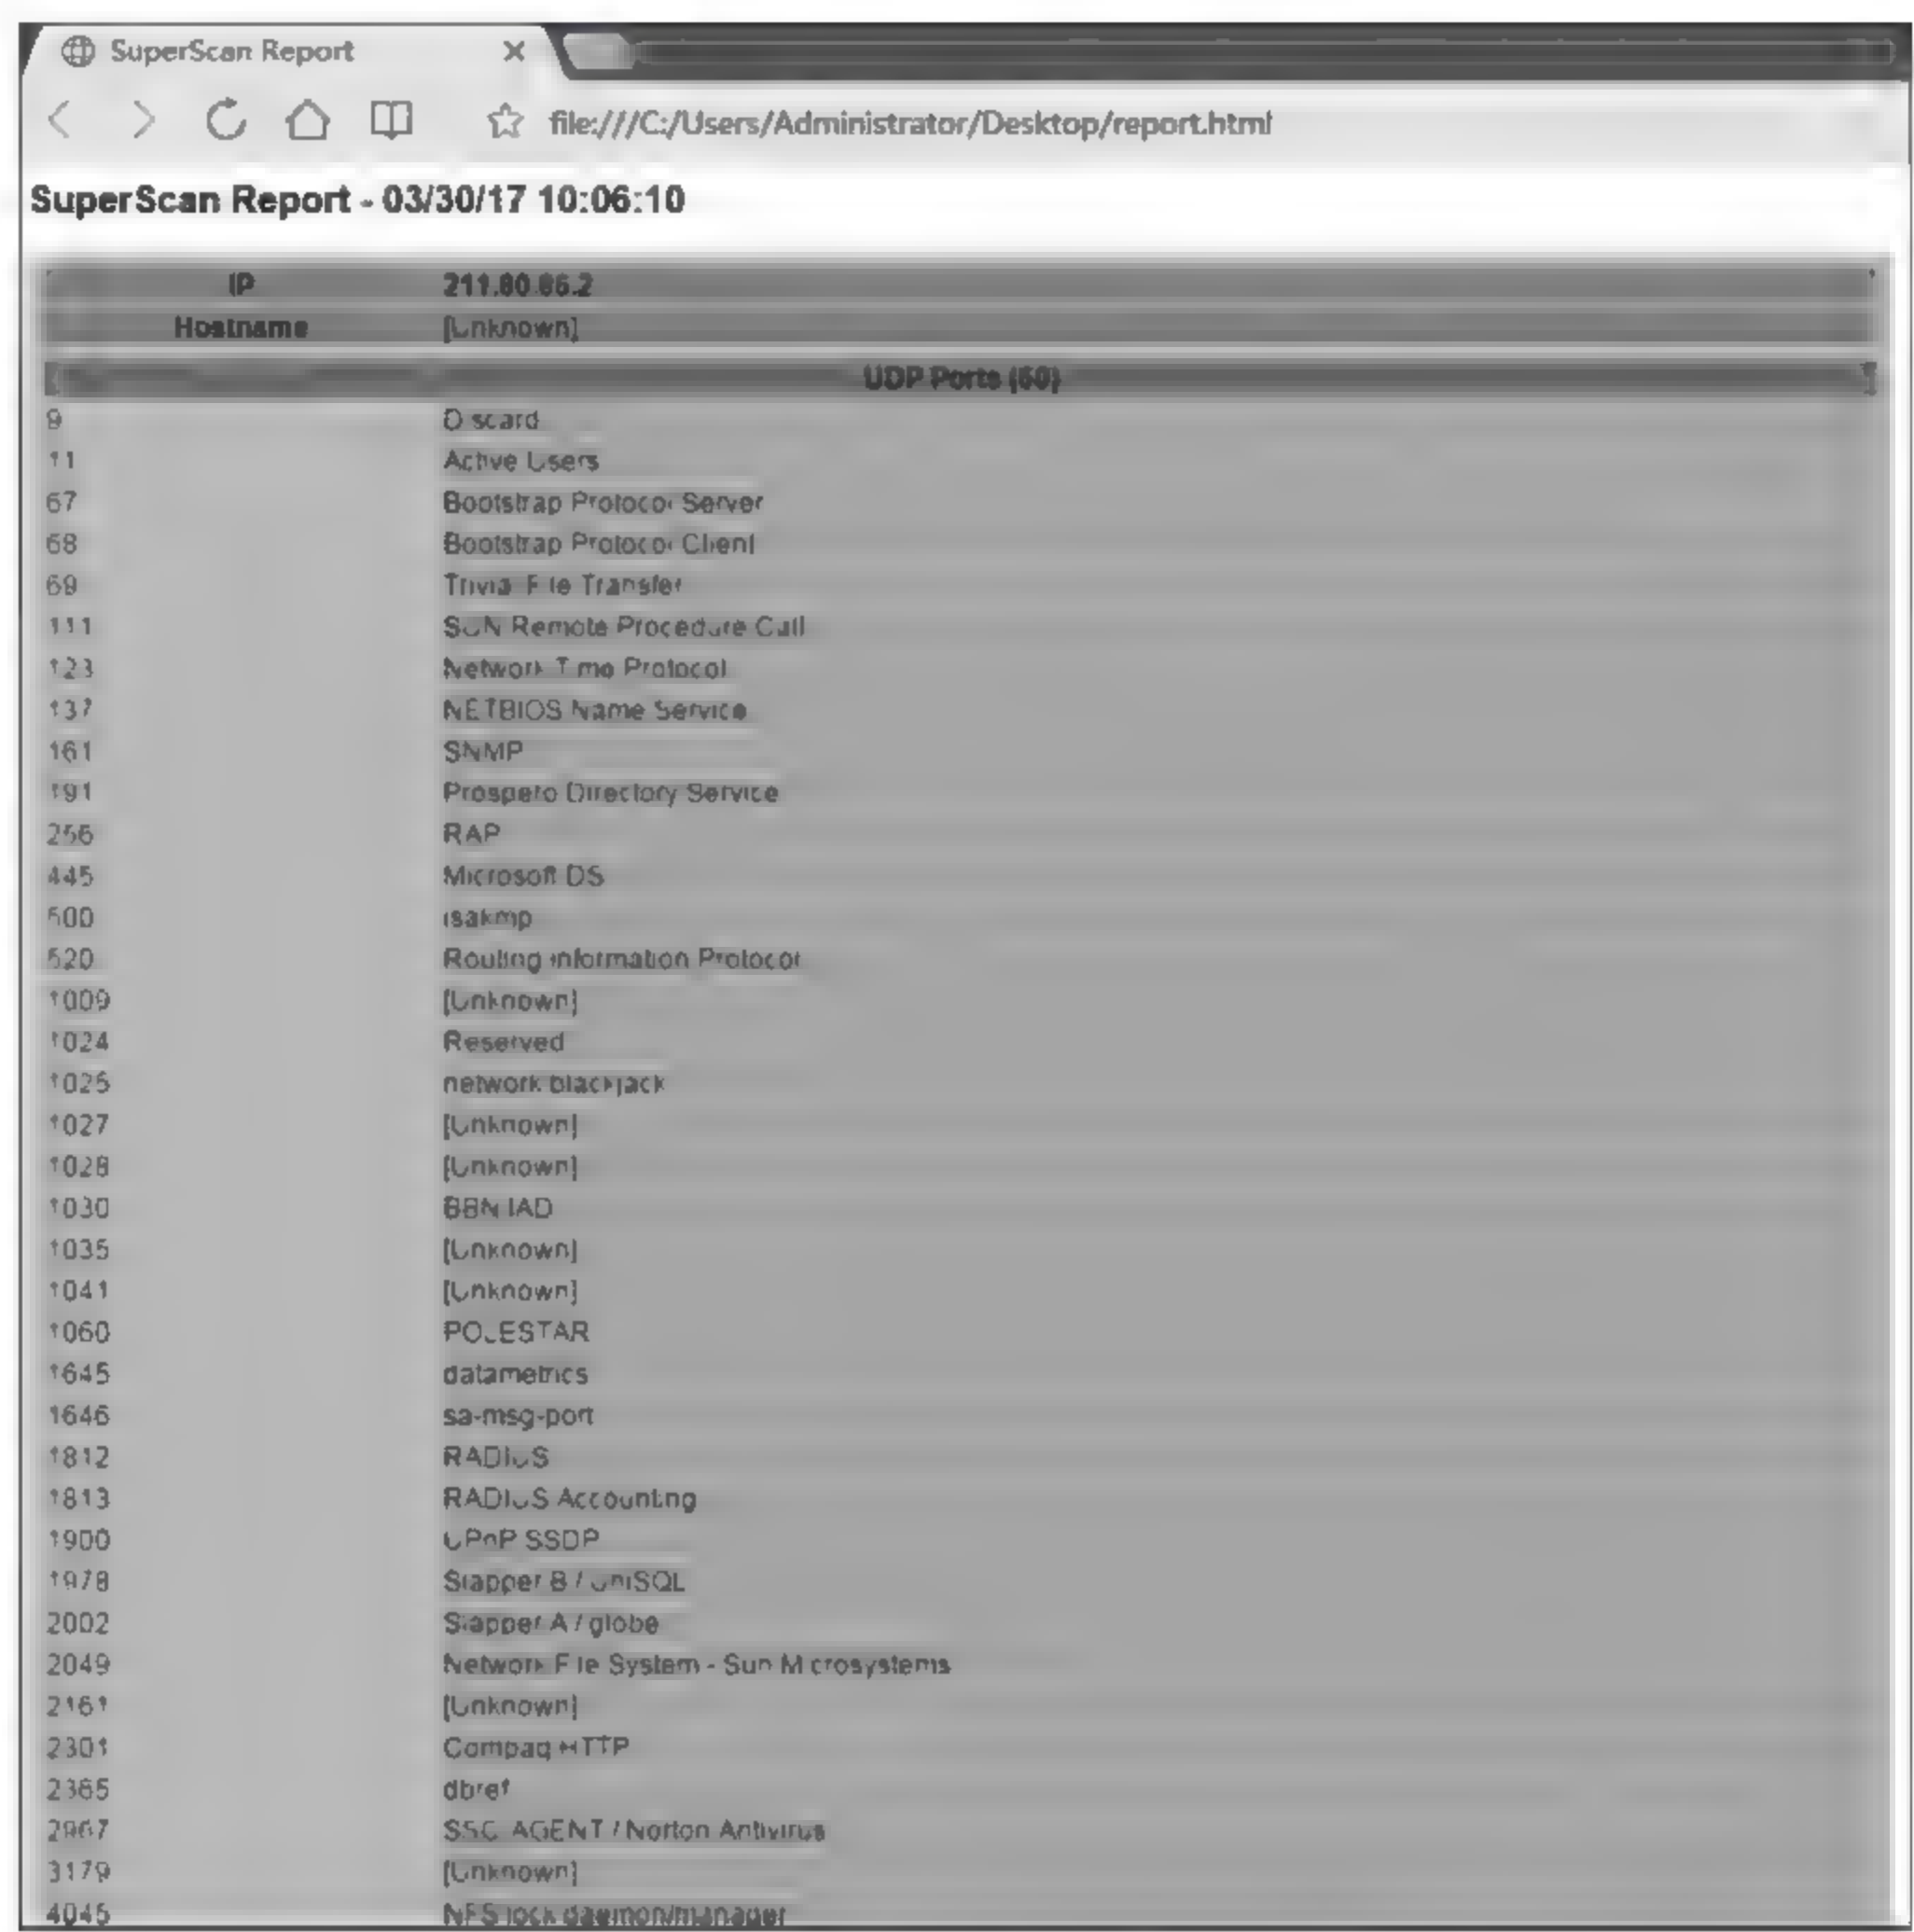 SuperScan Report
file:///C:/Users/Administrator/Desktop/report.html
SuperScan Report - 03/30/17 10:06:10
IP 211.80.86.2
Hostname [Unknown]
UDP Ports (60)
9 Discard
11 Active Users
67 Bootstrap Protocol Server
68 Bootstrap Protocol Client
69 Trivial File Transfer
111 SUN Remote Procedure Call
123 Network Time Protocol
137 NETBIOS Name Service
161 SNMP
191 Prospero Directory Service
256 RAP
445 Microsoft DS
500 isakmp
520 Routing Information Protocol
1009 [Unknown]
1024 Reserved
1025 network blackjack
1027 [Unknown]
1028 [Unknown]
1030 BBN IAD
1035 [Unknown]
1041 [Unknown]
1060 POLESTAR
1645 datametrics
1646 sa-msg-port
1812 RADIUS
1813 RADIUS Accounting
1900 UPnP SSDP
1978 Slapper B / UniSQL
2002 Slapper A / globe
2049 Network File System - Sun Microsystems
2161 [Unknown]
2301 Compaq HTTP
2365 dbref
2967 SSC-AGENT / Norton Antivirus
3179 [Unknown]
4045 NFS lock daemon/manager